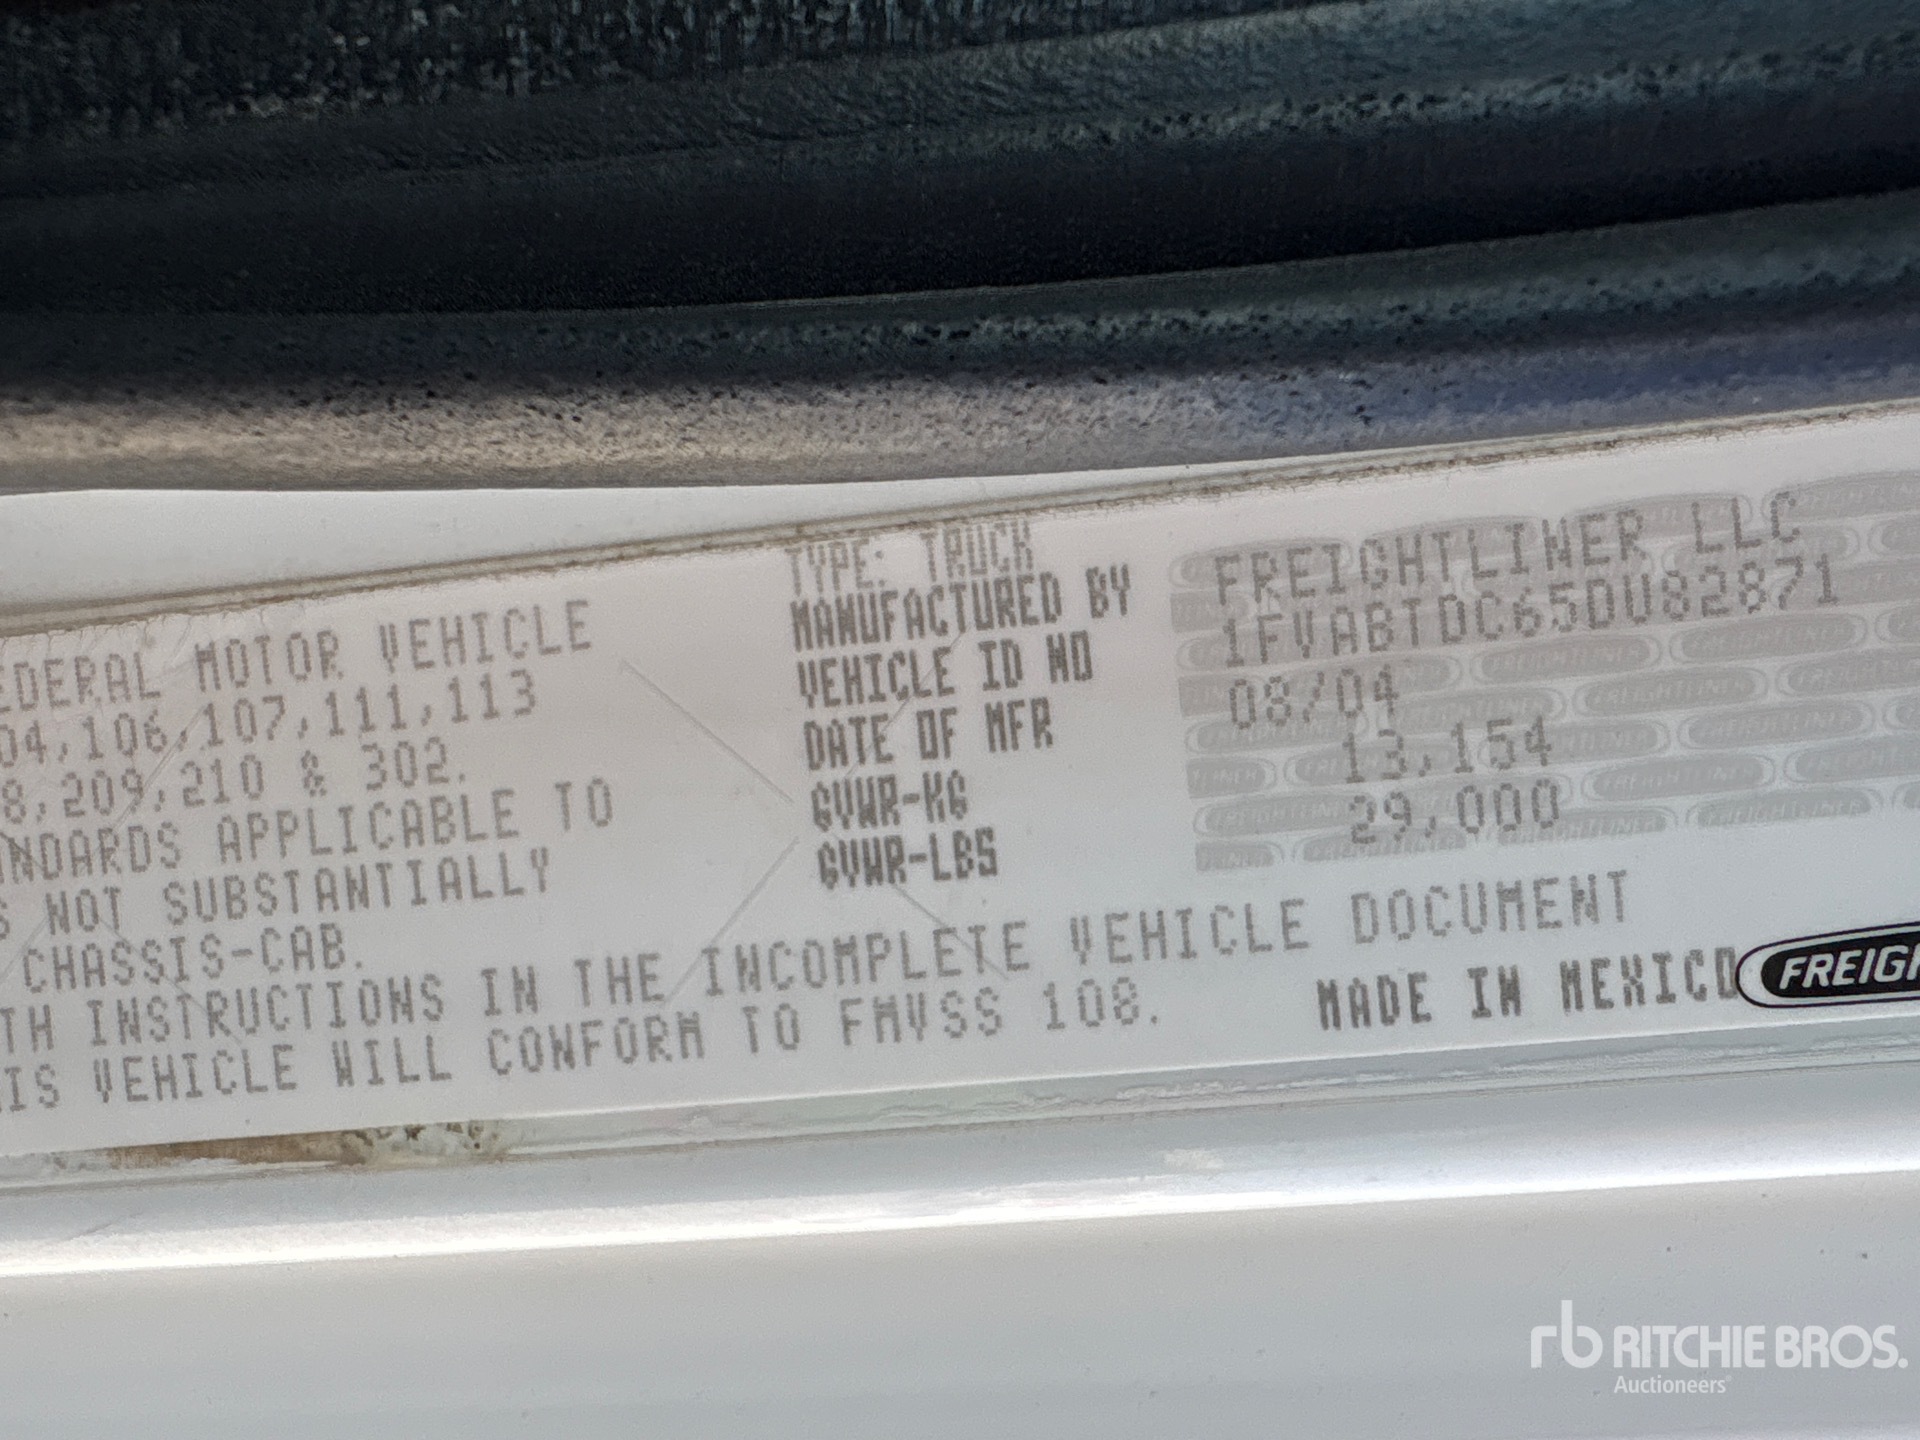 TYPE: TRUCK
MANUFACTURED BY FREIGHTLINER LLC
VEHICLE ID NO 1FVABTDC65DU82871
DATE OF MFR 08/04
GVWR-KG 13,154
GVWR-LBS 29,000
EDERAL MOTOR VEHICLE
04,106,107,111,113
8,209,210 & 302.
NDARDS APPLICABLE TO
S NOT SUBSTANTIALLY
CHASSIS-CAB.
TH INSTRUCTIONS IN THE INCOMPLETE VEHICLE DOCUMENT
IS VEHICLE WILL CONFORM TO FMVSS 108.
MADE IN MEXICO
FREIGH
rb RITCHIE BROS.
Auctioneers